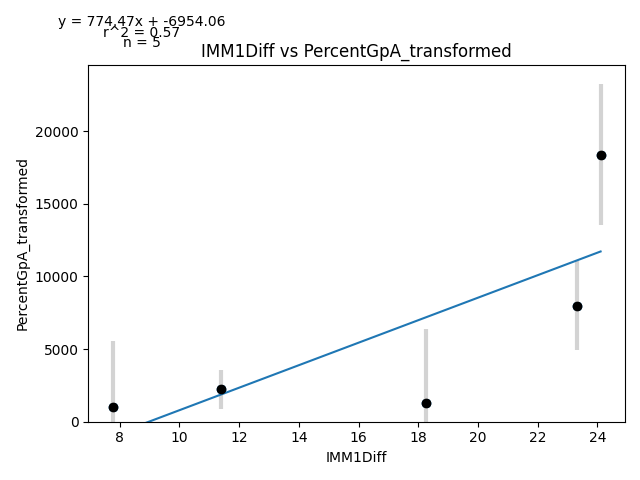 y = 774.47x + -6954.06
r^2 = 0.57
n = 5
IMM1Diff vs PercentGpA_transformed
PercentGpA_transformed
20000
15000
10000
5000
0
8 10 12 14 16 18 20 22 24
IMM1Diff